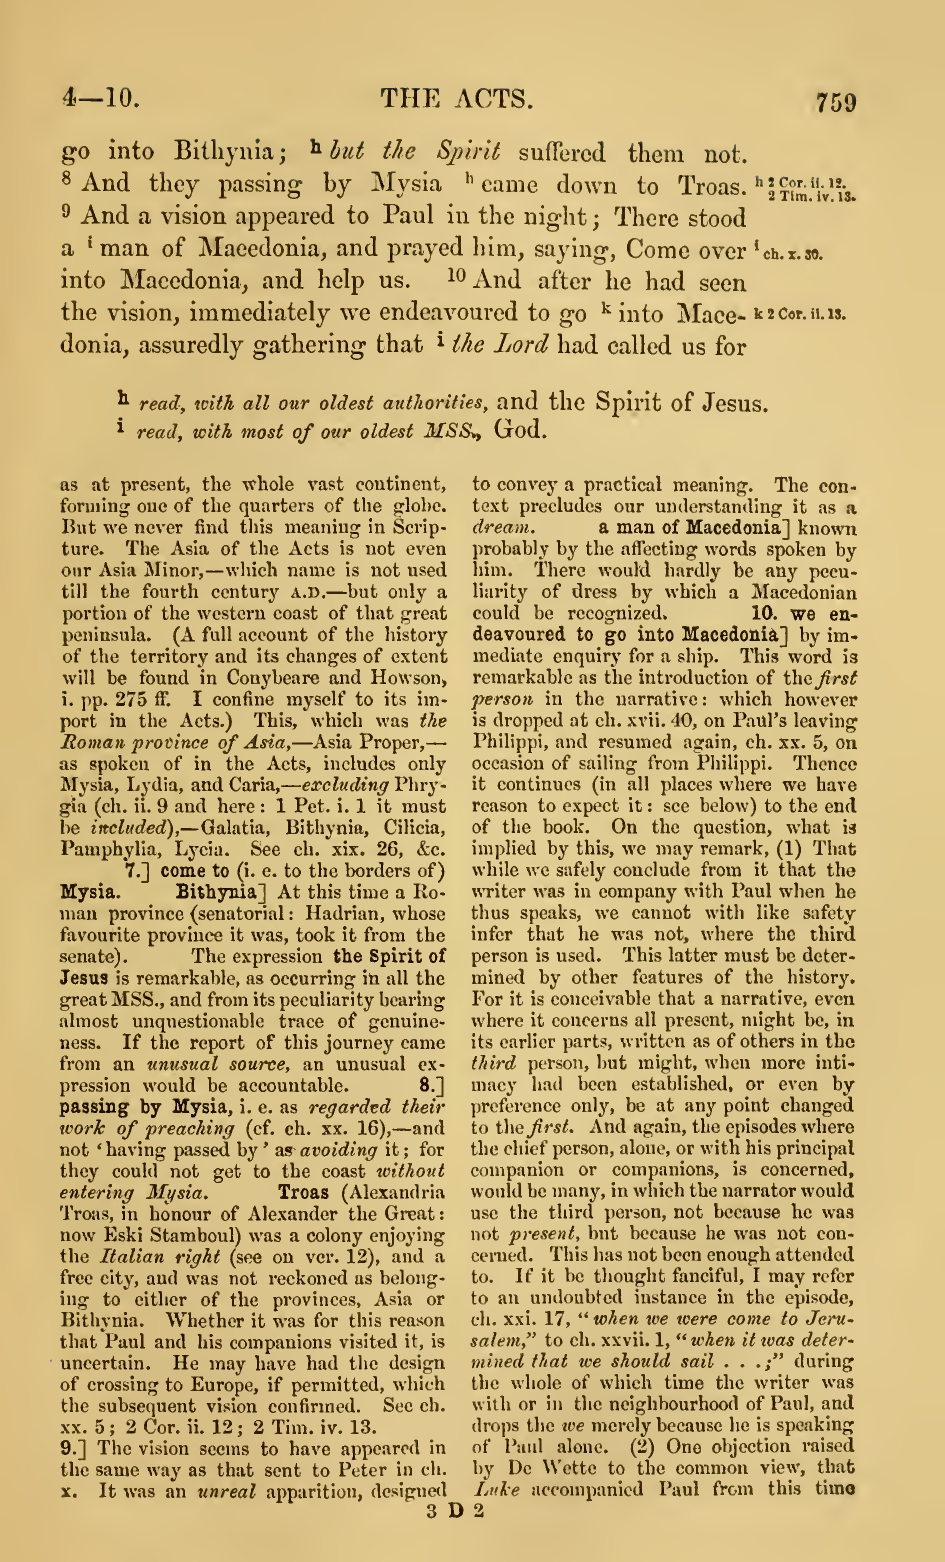 4—10.
THE ACTS.
759
go into Bithynia; h but the Spirit suffered them not.
8 And they passing by Mysia h came down to Troas.
h 2 Cor. ii. 12.
2 Tim. iv. 13.
9 And a vision appeared to Paul in the night; There stood
a i man of Macedonia, and prayed him, saying, Come over
i ch. x. 30.
into Macedonia, and help us. 10 And after he had seen
the vision, immediately we endeavoured to go k into Mace-
k 2 Cor. ii. 13.
donia, assuredly gathering that i the Lord had called us for
h read, with all our oldest authorities, and the Spirit of Jesus.
i read, with most of our oldest MSS., God.
as at present, the whole vast continent,
forming one of the quarters of the globe.
But we never find this meaning in Scrip-
ture. The Asia of the Acts is not even
our Asia Minor,—which name is not used
till the fourth century A.D.—but only a
portion of the western coast of that great
peninsula. (A full account of the history
of the territory and its changes of extent
will be found in Conybeare and Howson,
i. pp. 275 ff. I confine myself to its im-
port in the Acts.) This, which was the
Roman province of Asia,—Asia Proper,—
as spoken of in the Acts, includes only
Mysia, Lydia, and Caria,—excluding Phry-
gia (ch. ii. 9 and here: 1 Pet. i. 1 it must
be included),—Galatia, Bithynia, Cilicia,
Pamphylia, Lycia. See ch. xix. 26, &c.
7.] come to (i. e. to the borders of)
Mysia. Bithynia] At this time a Ro-
man province (senatorial: Hadrian, whose
favourite province it was, took it from the
senate). The expression the Spirit of
Jesus is remarkable, as occurring in all the
great MSS., and from its peculiarity bearing
almost unquestionable trace of genuine-
ness. If the report of this journey came
from an unusual source, an unusual ex-
pression would be accountable. 8.]
passing by Mysia, i. e. as regarded their
work of preaching (cf. ch. xx. 16),—and
not ‘having passed by’ as avoiding it; for
they could not get to the coast without
entering Mysia. Troas (Alexandria
Troas, in honour of Alexander the Great:
now Eski Stamboul) was a colony enjoying
the Italian right (see on ver. 12), and a
free city, and was not reckoned as belong-
ing to either of the provinces, Asia or
Bithynia. Whether it was for this reason
that Paul and his companions visited it, is
uncertain. He may have had the design
of crossing to Europe, if permitted, which
the subsequent vision confirmed. See ch.
xx. 5; 2 Cor. ii. 12; 2 Tim. iv. 13.
9.] The vision seems to have appeared in
the same way as that sent to Peter in ch.
x. It was an unreal apparition, designed
to convey a practical meaning. The con-
text precludes our understanding it as a
dream. a man of Macedonia] known
probably by the affecting words spoken by
him. There would hardly be any pecu-
liarity of dress by which a Macedonian
could be recognized. 10. we en-
deavoured to go into Macedonia] by im-
mediate enquiry for a ship. This word is
remarkable as the introduction of the first
person in the narrative: which however
is dropped at ch. xvii. 40, on Paul's leaving
Philippi, and resumed again, ch. xx. 5, on
occasion of sailing from Philippi. Thence
it continues (in all places where we have
reason to expect it: see below) to the end
of the book. On the question, what is
implied by this, we may remark, (1) That
while we safely conclude from it that the
writer was in company with Paul when he
thus speaks, we cannot with like safety
infer that he was not, where the third
person is used. This latter must be deter-
mined by other features of the history.
For it is conceivable that a narrative, even
where it concerns all present, might be, in
its earlier parts, written as of others in the
third person, but might, when more inti-
macy had been established, or even by
preference only, be at any point changed
to the first. And again, the episodes where
the chief person, alone, or with his principal
companion or companions, is concerned,
would be many, in which the narrator would
use the third person, not because he was
not present, but because he was not con-
cerned. This has not been enough attended
to. If it be thought fanciful, I may refer
to an undoubted instance in the episode,
ch. xxi. 17, “when we were come to Jeru-
salem,” to ch. xxvii. 1, “when it was deter-
mined that we should sail . . .;” during
the whole of which time the writer was
with or in the neighbourhood of Paul, and
drops the we merely because he is speaking
of Paul alone. (2) One objection raised
by De Wette to the common view, that
Luke accompanied Paul from this time
3 D 2